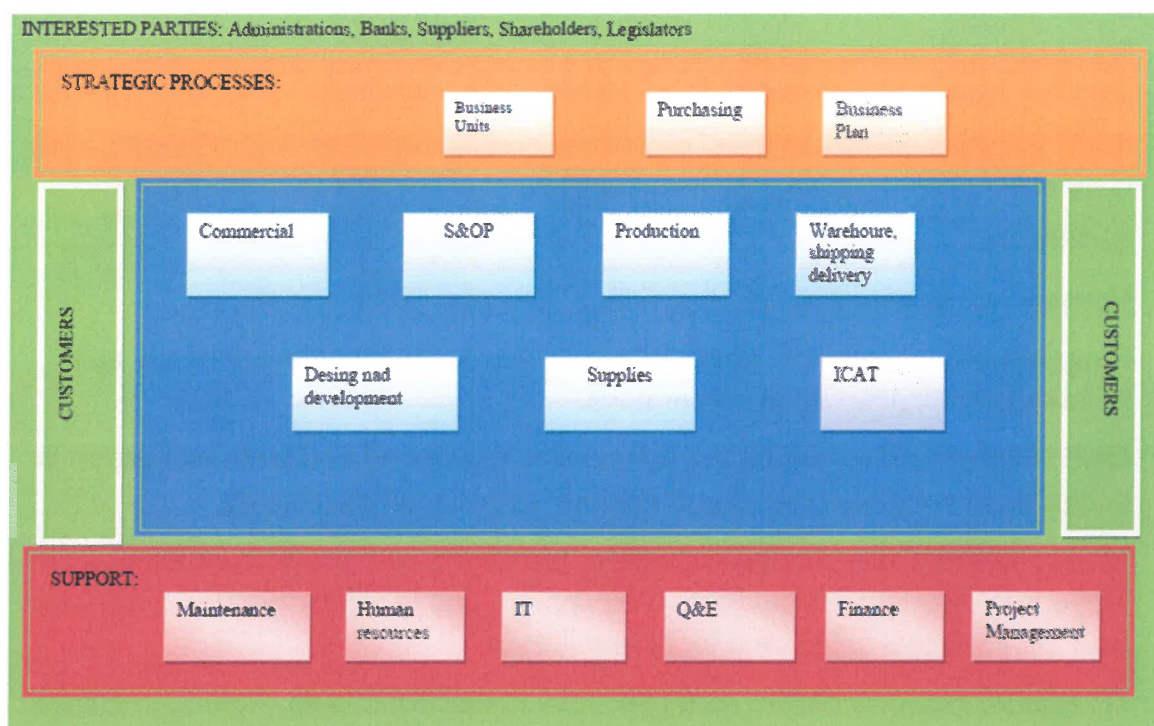 INTERESTED PARTIES: Administrations, Banks, Suppliers, Shareholders, Legislators
STRATEGIC PROCESSES:
Business
Units
Purchasing
Business
Plan
CUSTOMERS
Commercial
S&OP
Production
Warehoure,
shipping
delivery
Desing nad
development
Supplies
ICAT
CUSTOMERS
SUPPORT:
Maintenance
Human
resources
IT
Q&E
Finance
Project
Management